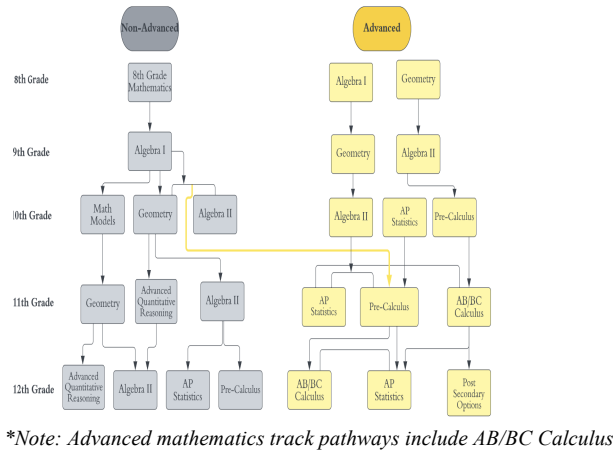 Non-Advanced
Advanced
8th Grade
8th Grade
Mathematics
Algebra I
Geometry
9th Grade
Algebra I
Geometry
Algebra II
10th Grade
Math
Models
Geometry
Algebra II
Algebra II
AP
Statistics
Pre-Calculus
11th Grade
Geometry
Advanced
Quantitative
Reasoning
Algebra II
AP
Statistics
Pre-Calculus
AB/BC
Calculus
12th Grade
Advanced
Quantitative
Reasoning
Algebra II
AP
Statistics
Pre-Calculus
AB/BC
Calculus
AP
Statistics
Post
Secondary
Options
*Note: Advanced mathematics track pathways include AB/BC Calculus